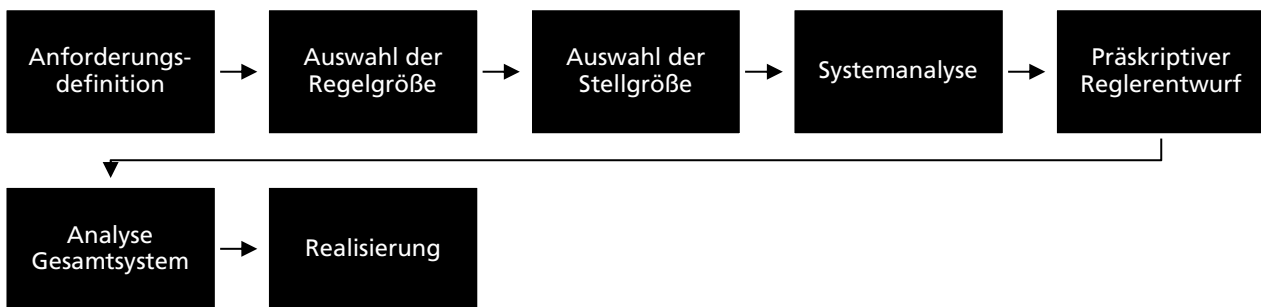 Anforderungs-
definition
Auswahl der
Regelgröße
Auswahl der
Stellgröße
Systemanalyse
Präskriptiver
Reglerentwurf
Analyse
Gesamtsystem
Realisierung